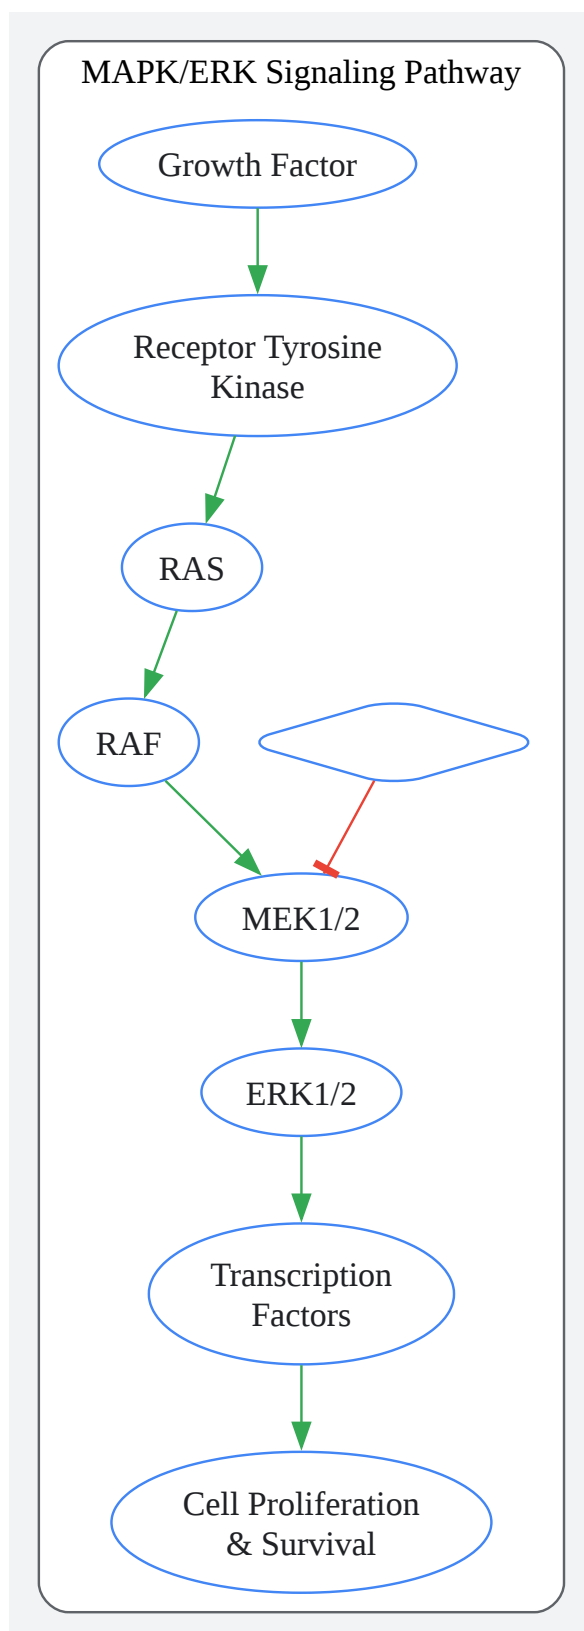 MAPK/ERK Signaling Pathway
Growth Factor
Receptor Tyrosine
Kinase
RAS
RAF
MEK1/2
ERK1/2
Transcription
Factors
Cell Proliferation
& Survival